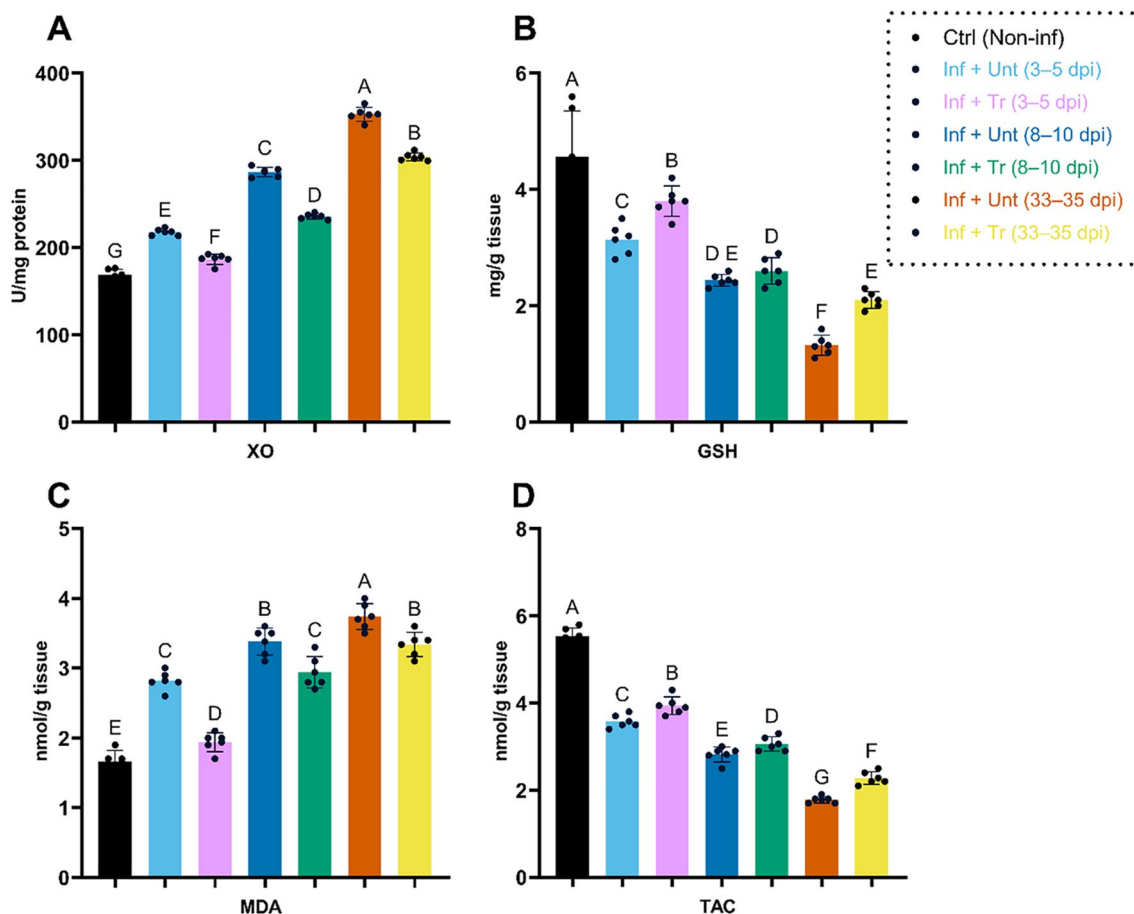 A
U/mg protein
400
300
200
100
0
G
E
F
C
D
A
B
XO
B
mg/g tissue
6
4
2
0
A
C
B
D E
D
F
E
GSH
Ctrl (Non-inf)
Inf + Unt (3–5 dpi)
Inf + Tr (3–5 dpi)
Inf + Unt (8–10 dpi)
Inf + Tr (8–10 dpi)
Inf + Unt (33–35 dpi)
Inf + Tr (33–35 dpi)
C
nmol/g tissue
5
4
3
2
1
0
E
C
D
B
C
A
B
MDA
D
nmol/g tissue
8
6
4
2
0
A
C
B
E
D
G
F
TAC